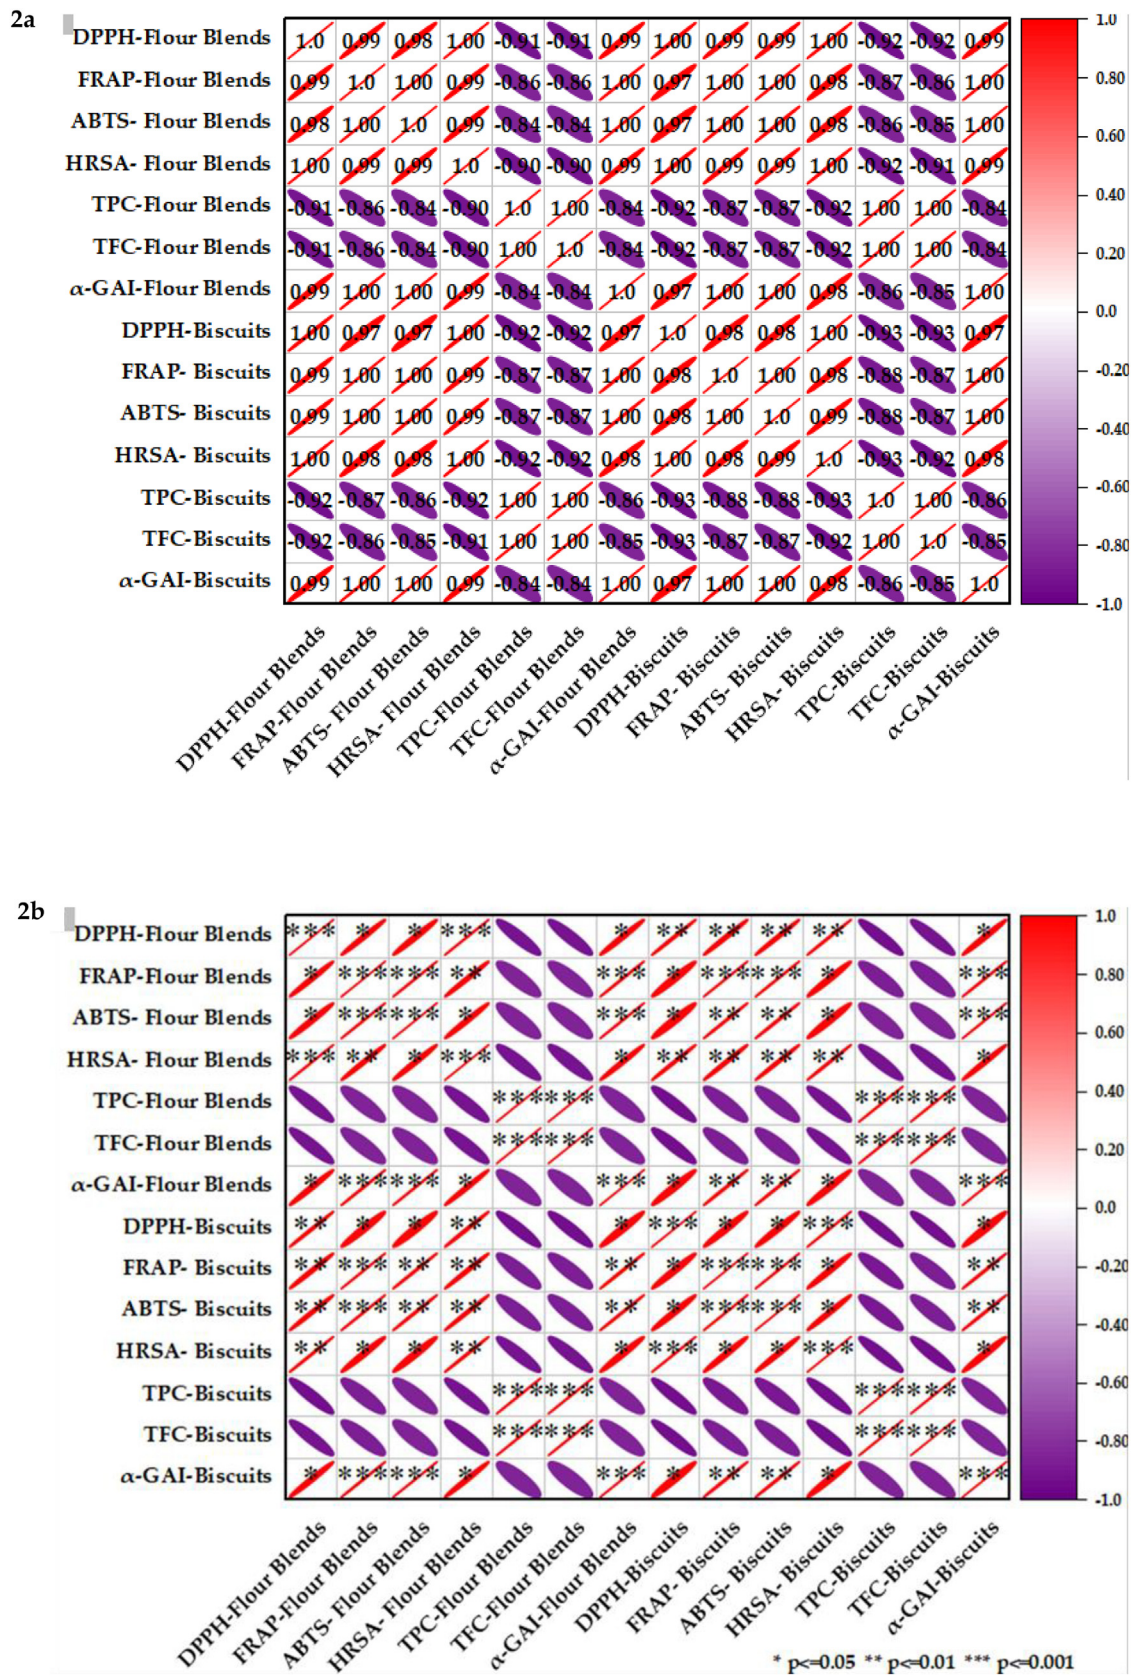 2a
DPPH-Flour Blends 1.0 0.99 0.98 1.00 -0.91 -0.91 0.99 1.00 0.99 0.99 1.00 -0.92 -0.92 0.99
FRAP-Flour Blends 0.99 1.0 1.00 0.99 -0.86 -0.86 1.00 0.97 1.00 1.00 0.98 -0.87 -0.86 1.00
ABTS- Flour Blends 0.98 1.00 1.0 0.99 -0.84 -0.84 1.00 0.97 1.00 1.00 0.98 -0.86 -0.85 1.00
HRSA- Flour Blends 1.00 0.99 0.99 1.0 -0.90 -0.90 0.99 1.00 0.99 0.99 1.00 -0.92 -0.91 0.99
TPC-Flour Blends -0.91 -0.86 -0.84 -0.90 1.0 1.00 -0.84 -0.92 -0.87 -0.87 -0.92 1.00 1.00 -0.84
TFC-Flour Blends -0.91 -0.86 -0.84 -0.90 1.00 1.0 -0.84 -0.92 -0.87 -0.87 -0.92 1.00 1.00 -0.84
α-GAI-Flour Blends 0.99 1.00 1.00 0.99 -0.84 -0.84 1.0 0.97 1.00 1.00 0.98 -0.86 -0.85 1.00
DPPH-Biscuits 1.00 0.97 0.97 1.00 -0.92 -0.92 0.97 1.0 0.98 0.98 1.00 -0.93 -0.93 0.97
FRAP- Biscuits 0.99 1.00 1.00 0.99 -0.87 -0.87 1.00 0.98 1.0 1.00 0.98 -0.88 -0.87 1.00
ABTS- Biscuits 0.99 1.00 1.00 0.99 -0.87 -0.87 1.00 0.98 1.00 1.0 0.99 -0.88 -0.87 1.00
HRSA- Biscuits 1.00 0.98 0.98 1.00 -0.92 -0.92 0.98 1.00 0.98 0.99 1.0 -0.93 -0.92 0.98
TPC-Biscuits -0.92 -0.87 -0.86 -0.92 1.00 1.00 -0.86 -0.93 -0.88 -0.88 -0.93 1.0 1.00 -0.86
TFC-Biscuits -0.92 -0.86 -0.85 -0.91 1.00 1.00 -0.85 -0.93 -0.87 -0.87 -0.92 1.00 1.0 -0.85
α-GAI-Biscuits 0.99 1.00 1.00 0.99 -0.84 -0.84 1.00 0.97 1.00 1.00 0.98 -0.86 -0.85 1.0
1.0
0.80
0.60
0.40
0.20
0.0
-0.20
-0.40
-0.60
-0.80
-1.0
DPPH-Flour Blends
FRAP-Flour Blends
ABTS- Flour Blends
HRSA- Flour Blends
TPC-Flour Blends
TFC-Flour Blends
α-GAI-Flour Blends
DPPH-Biscuits
FRAP- Biscuits
ABTS- Biscuits
HRSA- Biscuits
TPC-Biscuits
TFC-Biscuits
α-GAI-Biscuits
2b
DPPH-Flour Blends *** * * *** * ** ** ** ** *
FRAP-Flour Blends * *** *** ** *** * *** *** * ***
ABTS- Flour Blends * *** *** * *** * ** ** * ***
HRSA- Flour Blends *** ** * *** * ** ** ** ** *
TPC-Flour Blends *** *** *** ***
TFC-Flour Blends *** *** *** ***
α-GAI-Flour Blends * *** *** * *** * ** ** * ***
DPPH-Biscuits ** * * ** * *** * * *** *
FRAP- Biscuits ** *** ** ** ** * *** *** * **
ABTS- Biscuits ** *** ** ** ** * *** *** * **
HRSA- Biscuits ** * * ** * *** * * *** *
TPC-Biscuits *** *** *** ***
TFC-Biscuits *** *** *** ***
α-GAI-Biscuits * *** *** * *** * ** ** * ***
1.0
0.80
0.60
0.40
0.20
0.0
-0.20
-0.40
-0.60
-0.80
-1.0
DPPH-Flour Blends
FRAP-Flour Blends
ABTS- Flour Blends
HRSA- Flour Blends
TPC-Flour Blends
TFC-Flour Blends
α-GAI-Flour Blends
DPPH-Biscuits
FRAP- Biscuits
ABTS- Biscuits
HRSA- Biscuits
TPC-Biscuits
TFC-Biscuits
α-GAI-Biscuits
* p<=0.05 ** p<=0.01 *** p<=0.001